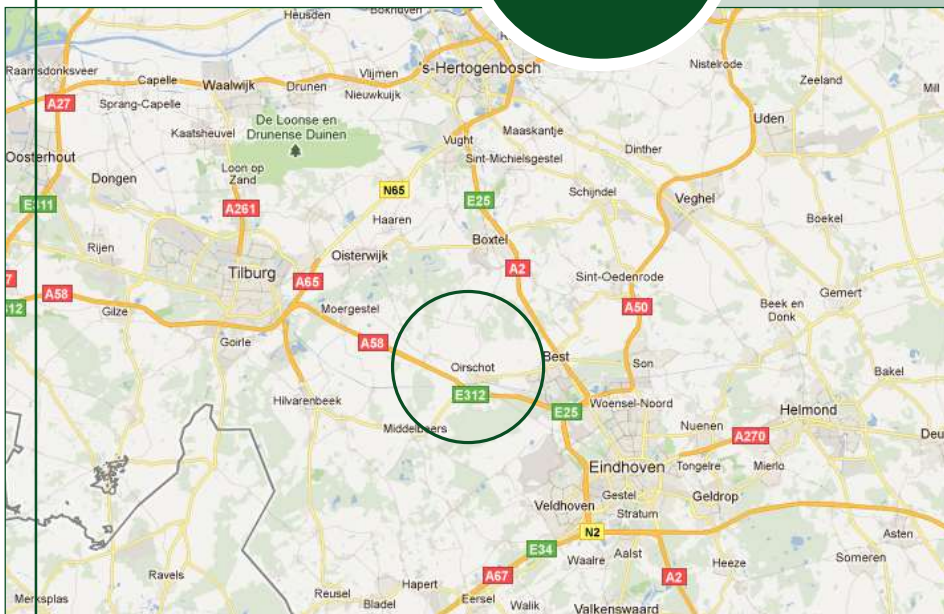 Heusden
Bokhoven
Nistelrode
Raamsdonksveer
Capelle
Waalwijk
Drunen
Vlijmen
Nieuwkuijk
's-Hertogenbosch
Zeeland
Mill
A27
Sprang-Capelle
Kaatsheuvel
De Loonse en
Drunense Duinen
Vught
Maaskantje
Uden
Oosterhout
Dongen
Loon op
Zand
Sint-Michielsgestel
Dinther
N65
Schijndel
Veghel
E311
A261
Haaren
E25
Boekel
Rijen
Oisterwijk
Boxtel
Tilburg
A65
A2
Sint-Oedenrode
Gemert
A58
Gilze
Moergestel
A50
Beek en
Donk
Goirle
A58
Oirschot
Best
Son
Bakel
Hilvarenbeek
E312
E25
Woensel-Noord
Helmond
Middelbeers
Nuenen
A270
Deu
Eindhoven
Tongelre
Mierlo
Veldhoven
Gestel
Geldrop
Stratum
N2
E34
Waalre
Aalst
Heeze
Asten
Someren
Ravels
A67
A2
Merksplas
Reusel
Hapert
Bladel
Eersel
Walik
Valkenswaard